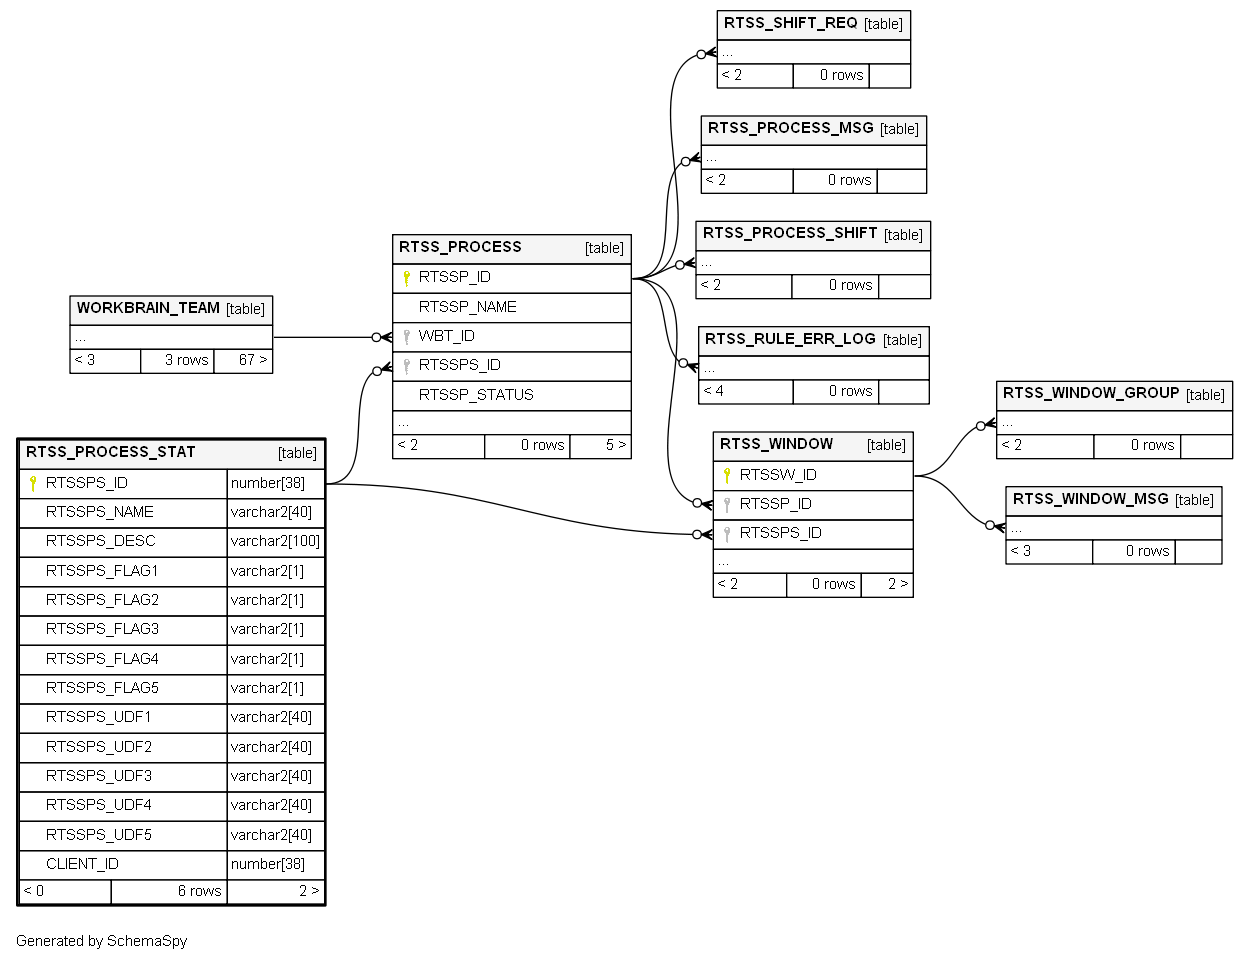 RTSS_SHIFT_REQ [table]
...
< 2 0 rows
RTSS_PROCESS_MSG [table]
...
< 2 0 rows
RTSS_PROCESS_SHIFT [table]
...
< 2 0 rows
RTSS_RULE_ERR_LOG [table]
...
< 4 0 rows
RTSS_PROCESS [table]
RTSSP_ID
RTSSP_NAME
WBT_ID
RTSSPS_ID
RTSSP_STATUS
...
< 2 0 rows 5 >
WORKBRAIN_TEAM [table]
...
< 3 3 rows 67 >
RTSS_WINDOW [table]
RTSSW_ID
RTSSP_ID
RTSSPS_ID
...
< 2 0 rows 2 >
RTSS_WINDOW_GROUP [table]
...
< 2 0 rows
RTSS_WINDOW_MSG [table]
...
< 3 0 rows
RTSS_PROCESS_STAT [table]
RTSSPS_ID number[38]
RTSSPS_NAME varchar2[40]
RTSSPS_DESC varchar2[100]
RTSSPS_FLAG1 varchar2[1]
RTSSPS_FLAG2 varchar2[1]
RTSSPS_FLAG3 varchar2[1]
RTSSPS_FLAG4 varchar2[1]
RTSSPS_FLAG5 varchar2[1]
RTSSPS_UDF1 varchar2[40]
RTSSPS_UDF2 varchar2[40]
RTSSPS_UDF3 varchar2[40]
RTSSPS_UDF4 varchar2[40]
RTSSPS_UDF5 varchar2[40]
CLIENT_ID number[38]
< 0 6 rows 2 >
Generated by SchemaSpy